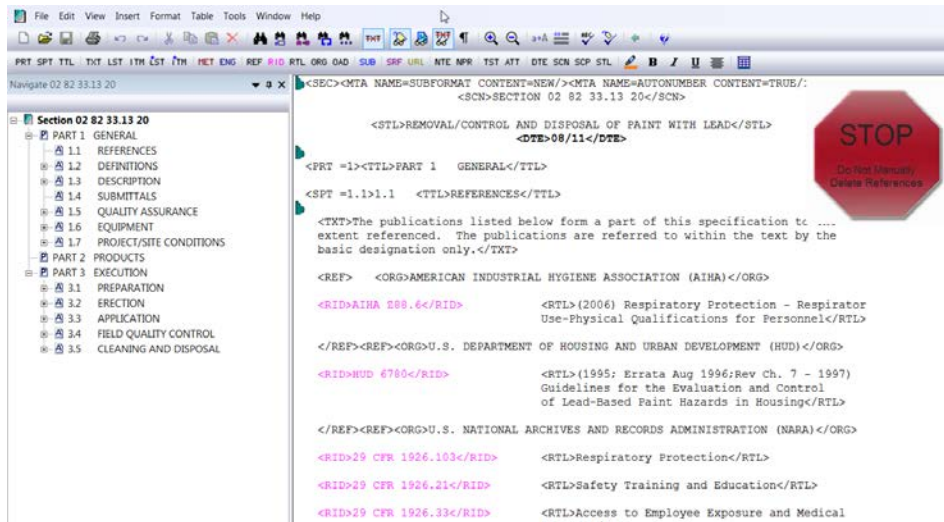 File Edit View Insert Format Table Tools Window Help
THT
PRT SPT TTL TXT LST ITM LST ITM MET ENG REF RID RTL ORG OAD SUB SRF URL NTE NPR TST ATT DTE SCN SCP STL B I U
Navigate 02 82 33.13 20
Section 02 82 33.13 20
PART 1 GENERAL
1.1 REFERENCES
1.2 DEFINITIONS
1.3 DESCRIPTION
1.4 SUBMITTALS
1.5 QUALITY ASSURANCE
1.6 EQUIPMENT
1.7 PROJECT/SITE CONDITIONS
PART 2 PRODUCTS
PART 3 EXECUTION
3.1 PREPARATION
3.2 ERECTION
3.3 APPLICATION
3.4 FIELD QUALITY CONTROL
3.5 CLEANING AND DISPOSAL
<SEC><MTA NAME=SUBFORMAT CONTENT=NEW/><MTA NAME=AUTONUMBER CONTENT=TRUE/>
<SCN>SECTION 02 82 33.13 20</SCN>
<STL>REMOVAL/CONTROL AND DISPOSAL OF PAINT WITH LEAD</STL>
<DTE>08/11</DTE>
<PRT =1><TTL>PART 1 GENERAL</TTL>
<SPT =1.1>1.1 <TTL>REFERENCES</TTL>
<TXT>The publications listed below form a part of this specification to
extent referenced. The publications are referred to within the text by the
basic designation only.</TXT>
<REF> <ORG>AMERICAN INDUSTRIAL HYGIENE ASSOCIATION (AIHA)</ORG>
<RID>AIHA Z88.6</RID> <RTL>(2006) Respiratory Protection - Respirator
Use-Physical Qualifications for Personnel</RTL>
</REF><REF><ORG>U.S. DEPARTMENT OF HOUSING AND URBAN DEVELOPMENT (HUD)</ORG>
<RID>HUD 6780</RID> <RTL>(1995; Errata Aug 1996;Rev Ch. 7 - 1997)
Guidelines for the Evaluation and Control
of Lead-Based Paint Hazards in Housing</RTL>
</REF><REF><ORG>U.S. NATIONAL ARCHIVES AND RECORDS ADMINISTRATION (NARA)</ORG>
<RID>29 CFR 1926.103</RID> <RTL>Respiratory Protection</RTL>
<RID>29 CFR 1926.21</RID> <RTL>Safety Training and Education</RTL>
<RID>29 CFR 1926.33</RID> <RTL>Access to Employee Exposure and Medical
STOP
Do Not Manually
Delete References